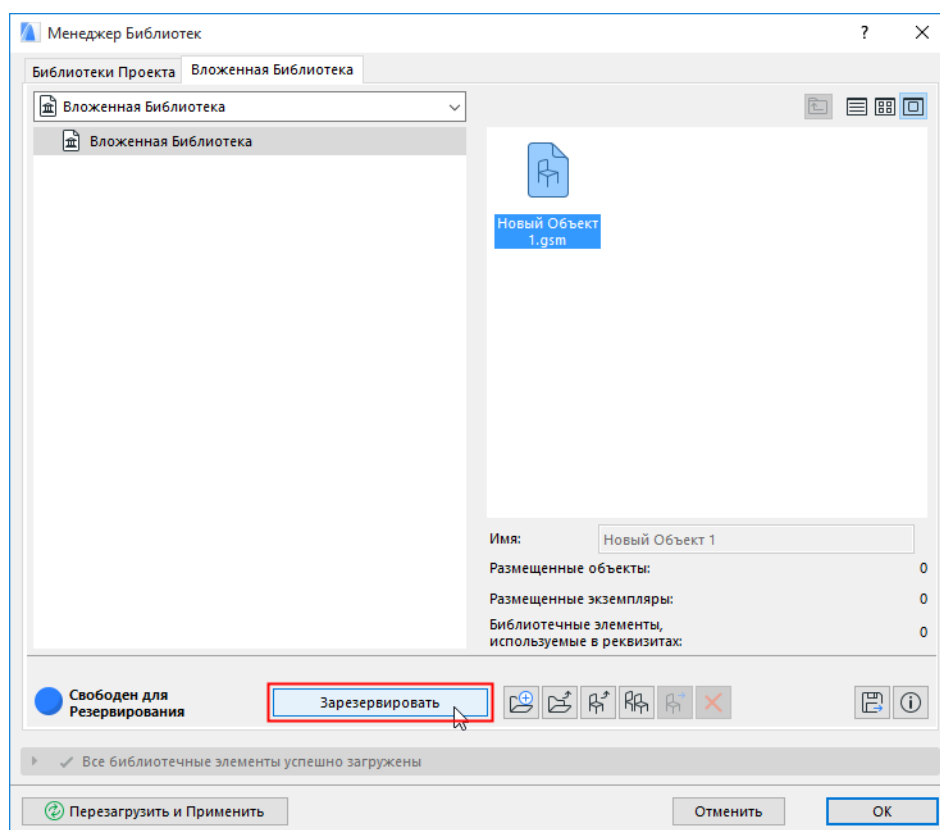 Менеджер Библиотек
?
Библиотеки Проекта Вложенная Библиотека
Вложенная Библиотека
Вложенная Библиотека
Новый Объект
1.gsm
Имя: Новый Объект 1
Размещенные объекты: 0
Размещенные экземпляры: 0
Библиотечные элементы,
используемые в реквизитах: 0
Свободен для
Резервирования
Зарезервировать
Все библиотечные элементы успешно загружены
Перезагрузить и Применить Отменить ОК